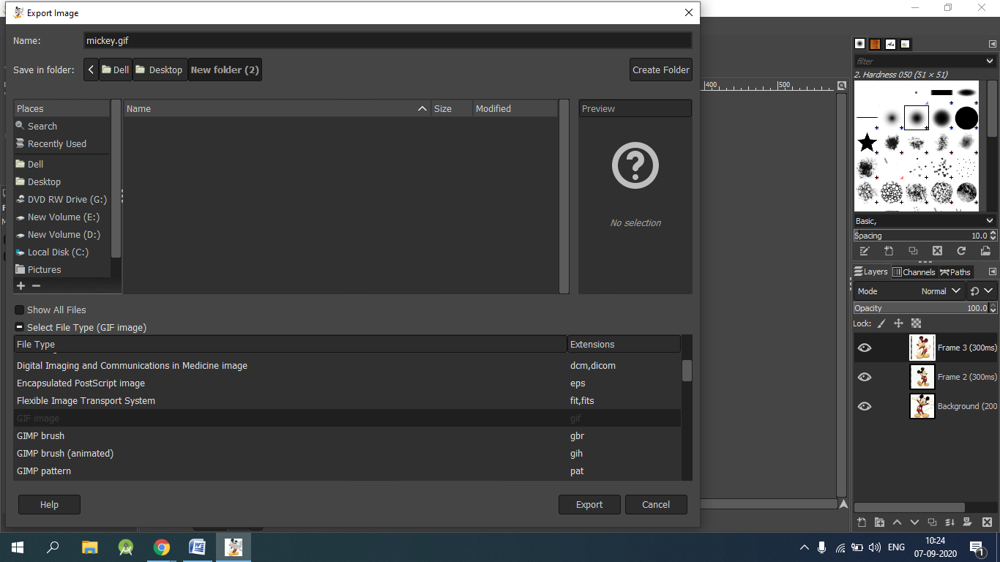 Export Image
Name:
mickey.gif
Save in folder:
Dell
Desktop
New folder (2)
Create Folder
Places
Search
Recently Used
Dell
Desktop
DVD RW Drive (G:)
New Volume (E:)
New Volume (D:)
Local Disk (C:)
Pictures
Name
Size
Modified
Preview
No selection
Show All Files
Select File Type (GIF image)
File Type
Extensions
Digital Imaging and Communications in Medicine image
dcm,dicom
Encapsulated PostScript image
eps
Flexible Image Transport System
fit,fits
GIF image
gif
GIMP brush
gbr
GIMP brush (animated)
gih
GIMP pattern
pat
Help
Export
Cancel
400
500
Aa
filter
2. Hardness 050 (51 × 51)
Basic,
Spacing
10.0
Layers
Channels
Paths
Mode
Normal
Opacity
100.0
Lock:
Frame 3 (300ms)
Frame 2 (300ms)
Background (200
ENG
10:24
07-09-2020
1